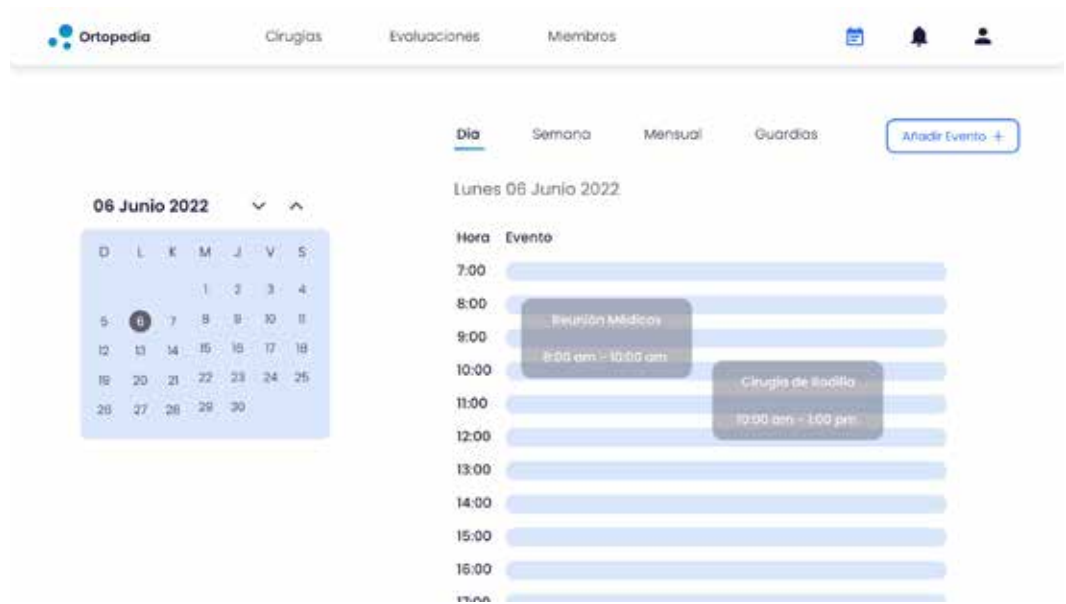 Ortopedia Cirugías Evaluaciones Miembros
Día Semana Mensual Guardias Añadir Evento +
Lunes 06 Junio 2022
06 Junio 2022
D L K M J V S
1 2 3 4
5 6 7 8 9 10 11
12 13 14 15 16 17 18
19 20 21 22 23 24 25
26 27 28 29 30
Hora Evento
7:00
8:00
Reunión Médicos
9:00
8:00 am - 10:00 am
10:00
Cirugía de Rodilla
11:00
10:00 am - 1:00 pm
12:00
13:00
14:00
15:00
16:00
17:00